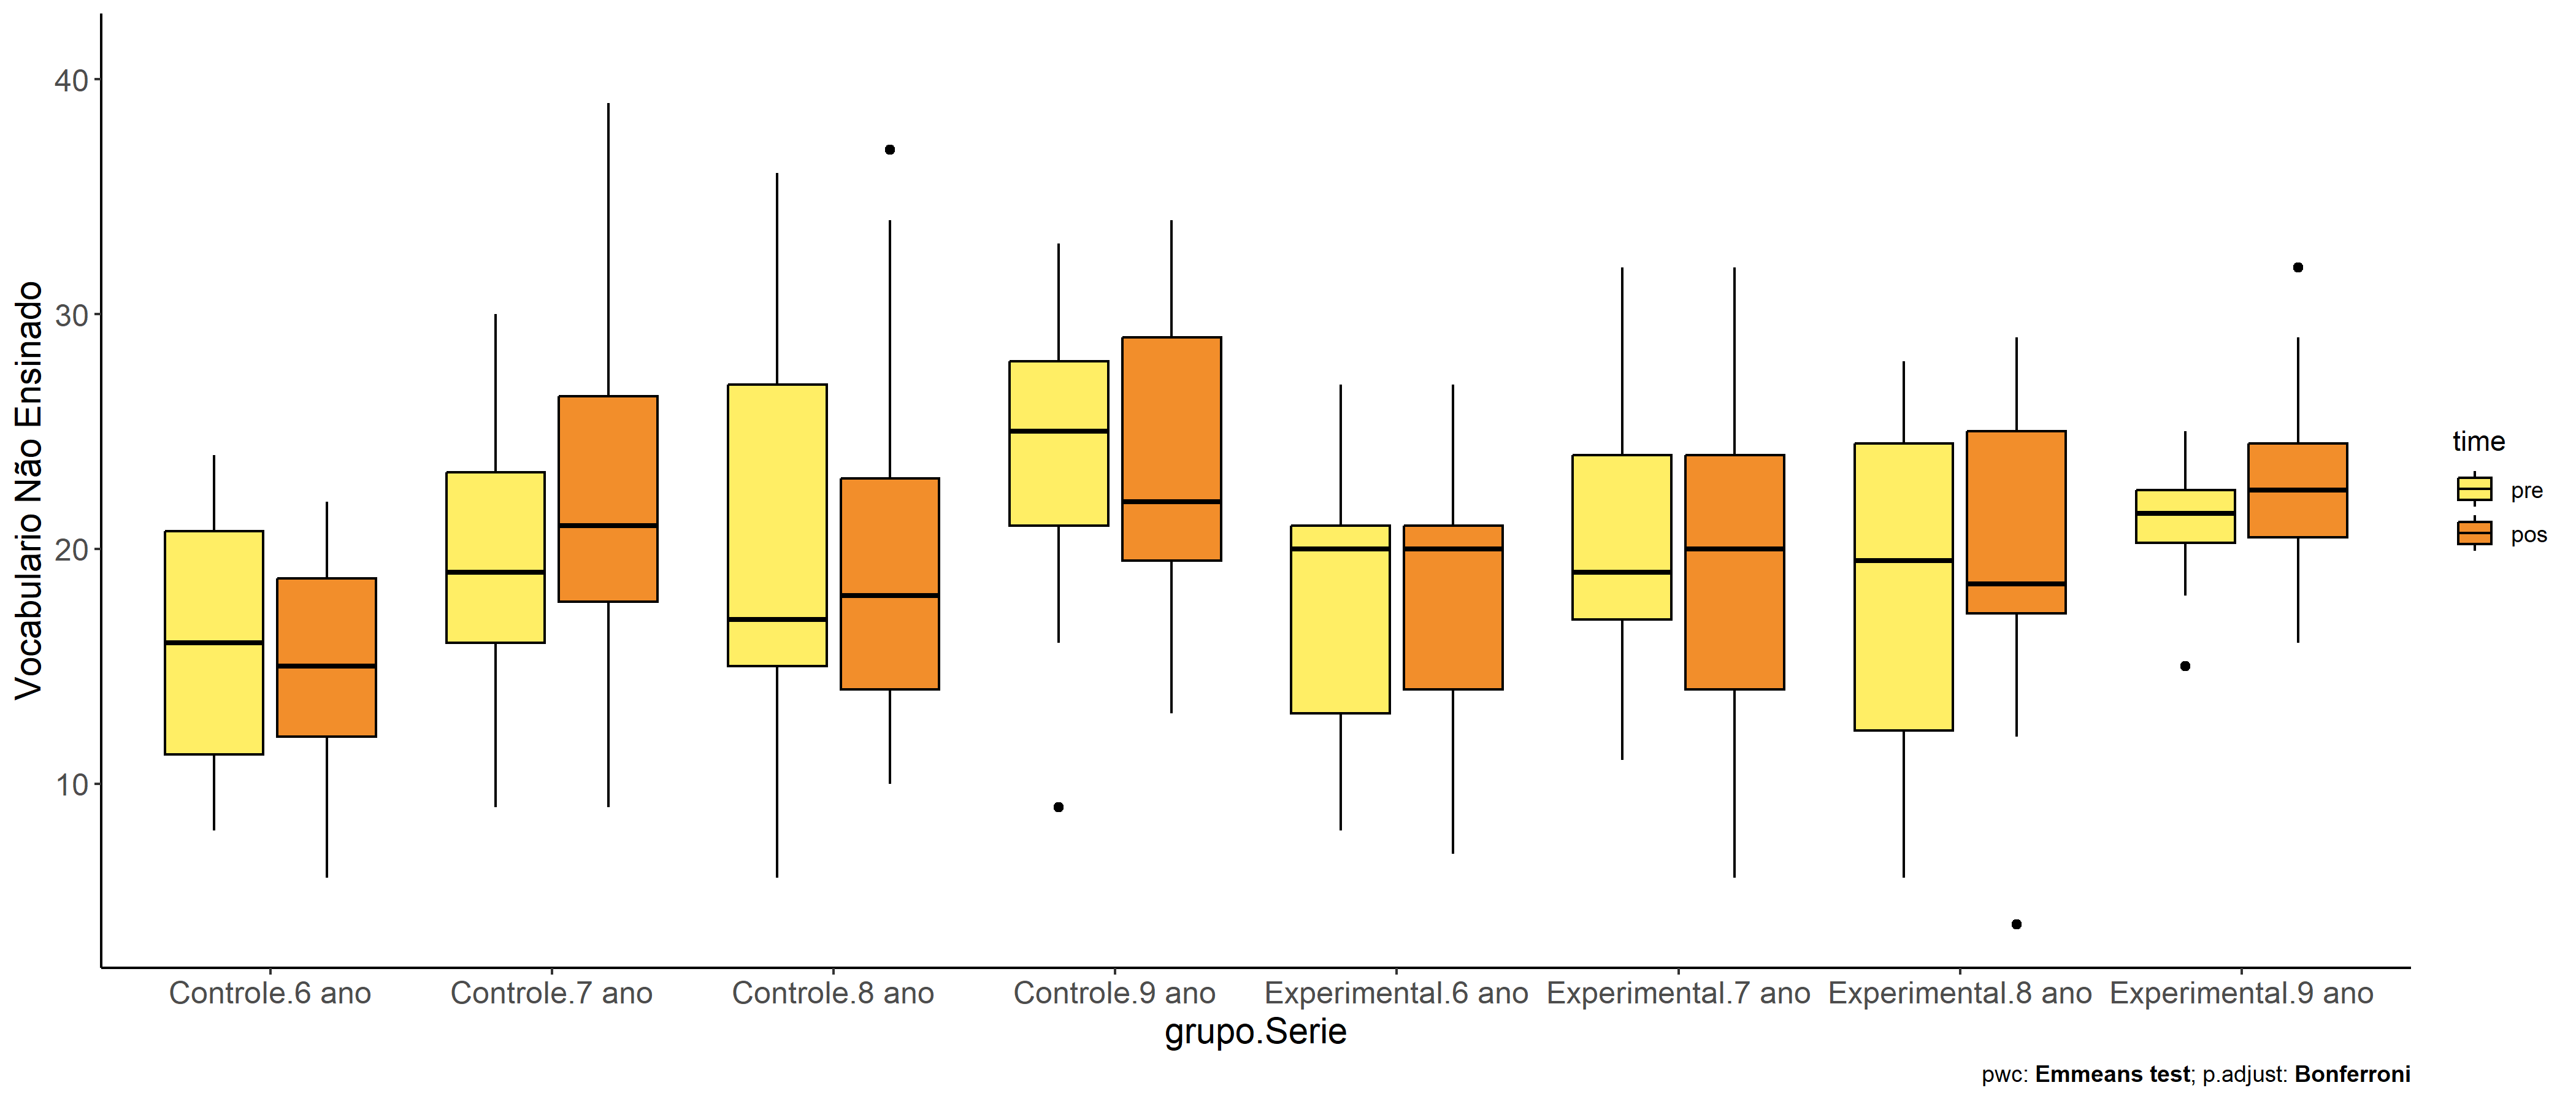 Vocabulario Não Ensinado
40
30
20
10
Controle.6 ano
Controle.7 ano
Controle.8 ano
Controle.9 ano
Experimental.6 ano
Experimental.7 ano
Experimental.8 ano
Experimental.9 ano
grupo.Serie
time
pre
pos
pwc: Emmeans test; p.adjust: Bonferroni